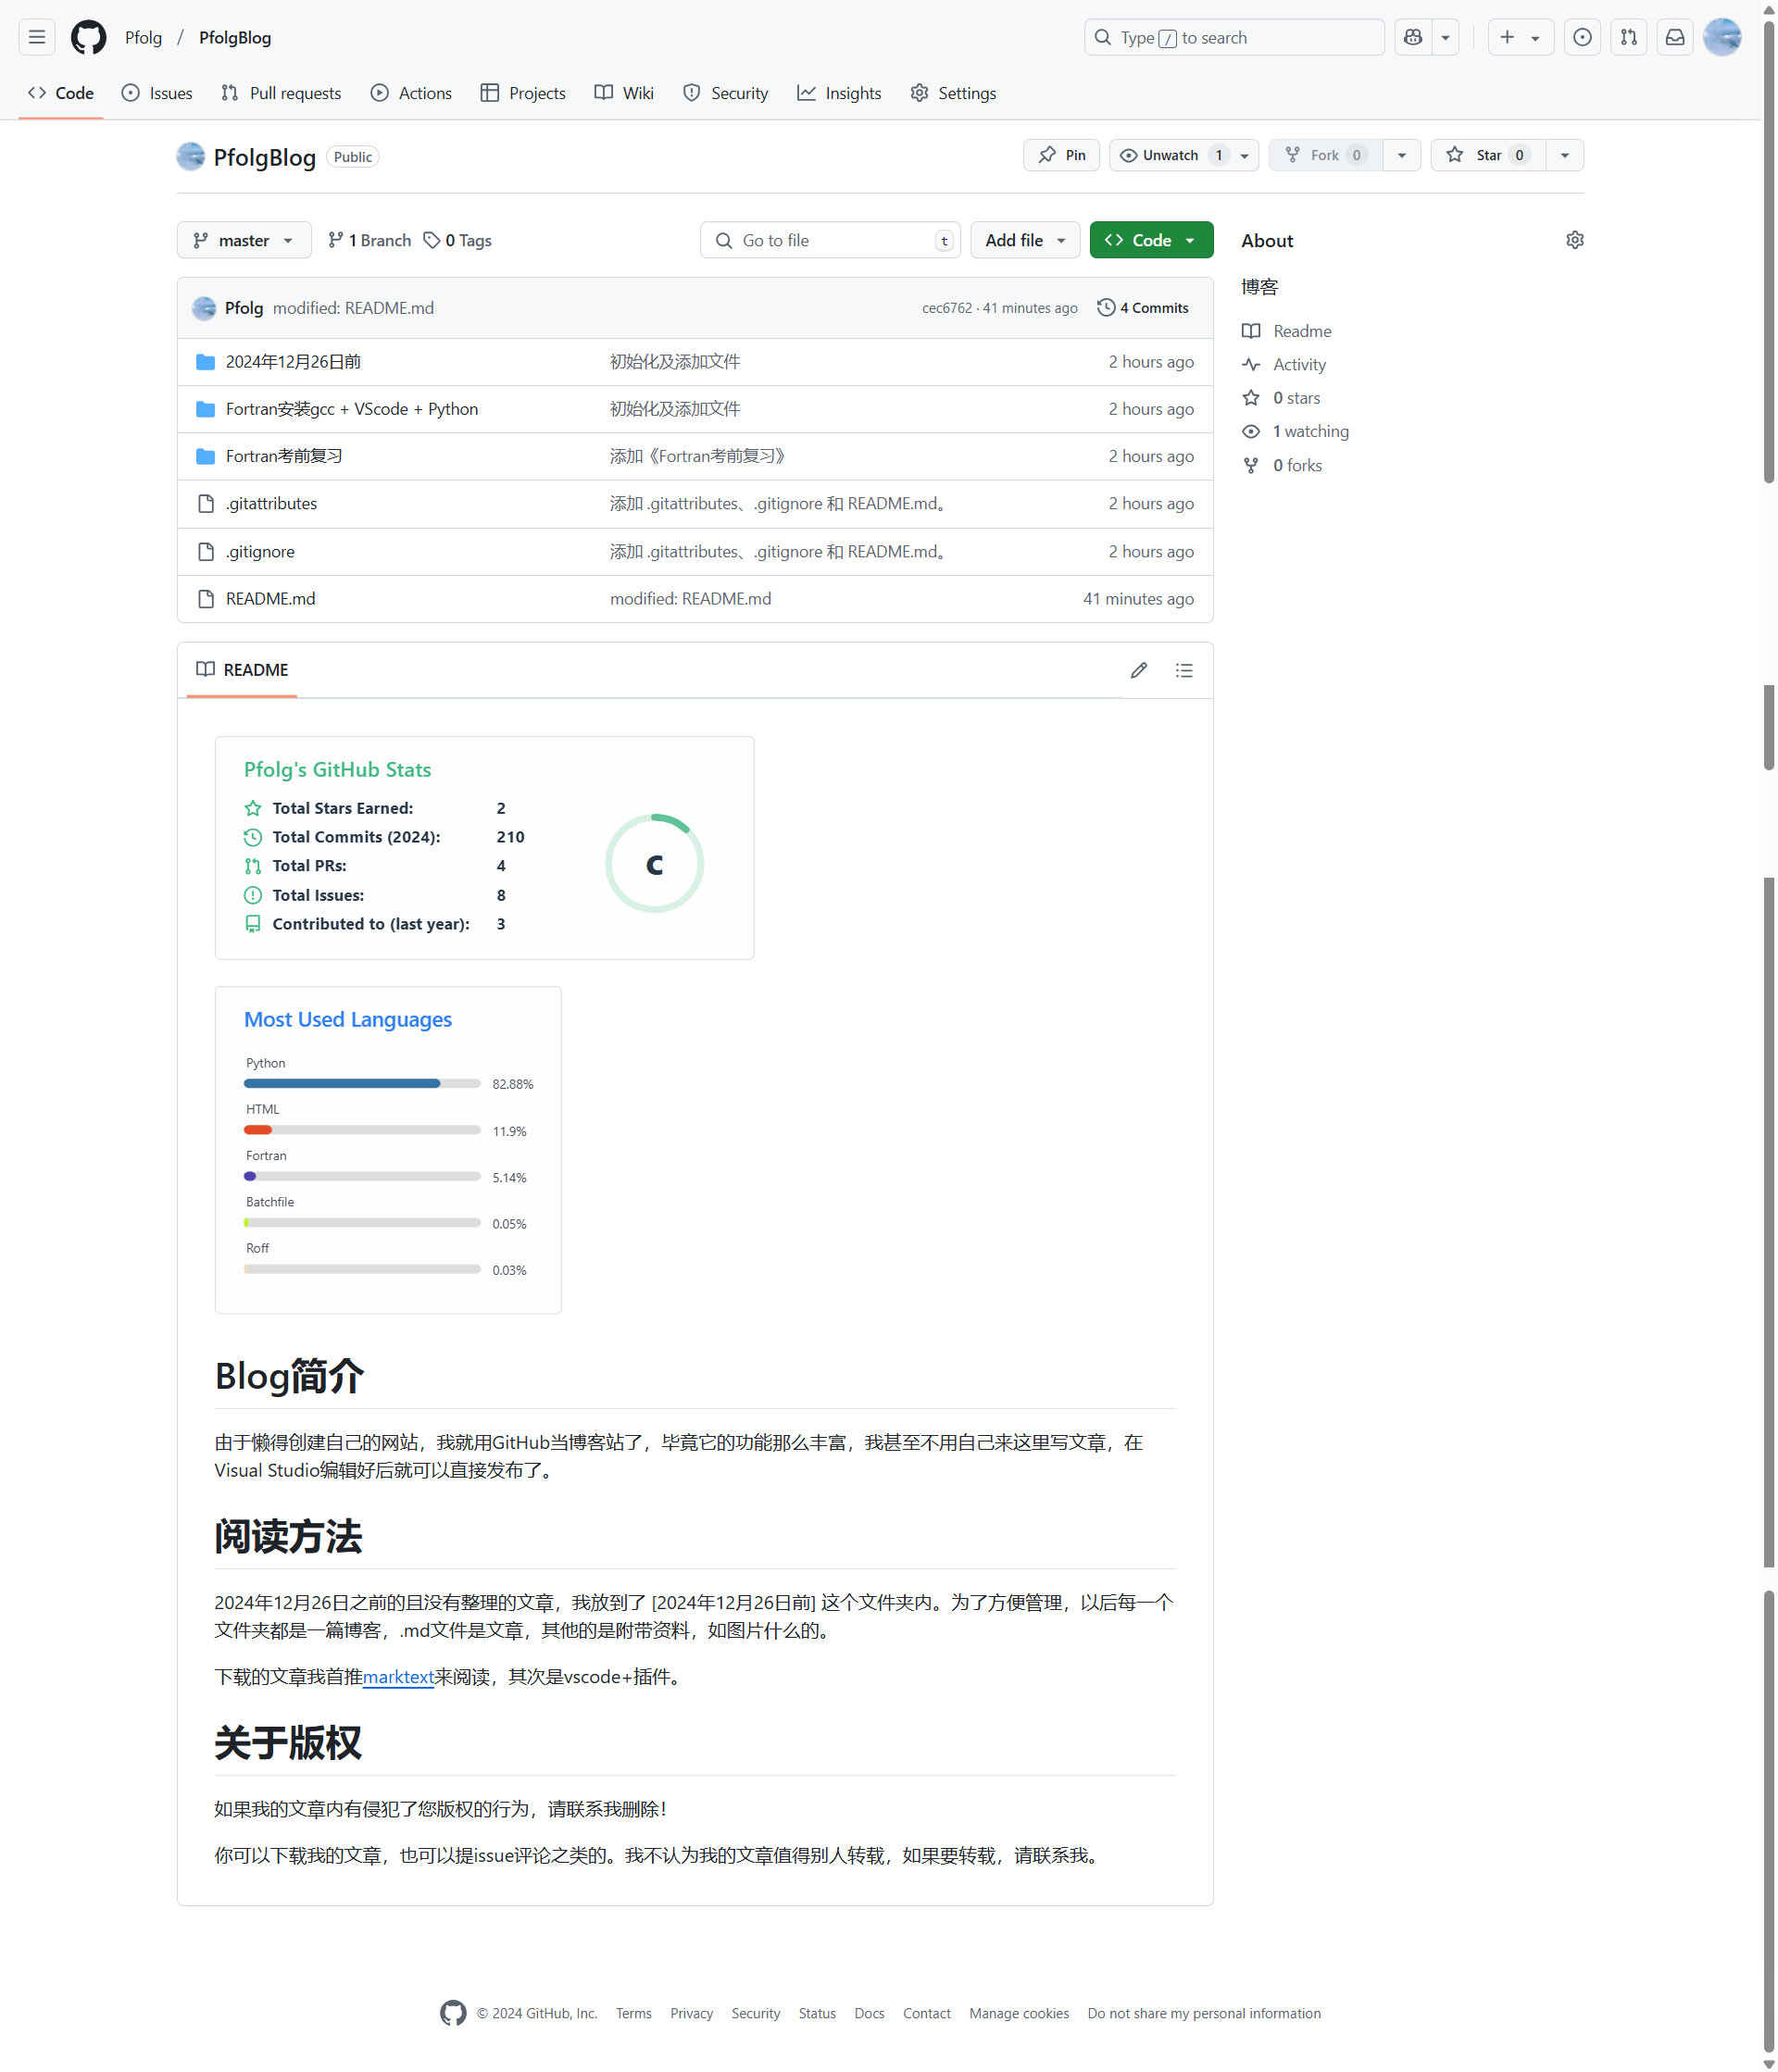 Pfolg / PfolgBlog
Type / to search
Code Issues Pull requests Actions Projects Wiki Security Insights Settings
PfolgBlog Public
Pin Unwatch 1 Fork 0 Star 0
master 1 Branch 0 Tags Go to file t Add file Code
About
博客
Readme
Activity
0 stars
1 watching
0 forks
Pfolg modified: README.md cec6762 · 41 minutes ago 4 Commits
2024年12月26日前 初始化及添加文件 2 hours ago
Fortran安装gcc + VScode + Python 初始化及添加文件 2 hours ago
Fortran考前复习 添加《Fortran考前复习》 2 hours ago
.gitattributes 添加 .gitattributes、.gitignore 和 README.md。 2 hours ago
.gitignore 添加 .gitattributes、.gitignore 和 README.md。 2 hours ago
README.md modified: README.md 41 minutes ago
README
Pfolg's GitHub Stats
Total Stars Earned: 2
Total Commits (2024): 210
Total PRs: 4
Total Issues: 8
Contributed to (last year): 3
C
Most Used Languages
Python
82.88%
HTML
11.9%
Fortran
5.14%
Batchfile
0.05%
Roff
0.03%
Blog简介
由于懒得创建自己的网站，我就用GitHub当博客站了，毕竟它的功能那么丰富，我甚至不用自己来这里写文章，在
Visual Studio编辑好后就可以直接发布了。
阅读方法
2024年12月26日之前的且没有整理的文章，我放到了 [2024年12月26日前] 这个文件夹内。为了方便管理，以后每一个
文件夹都是一篇博客，.md文件是文章，其他的是附带资料，如图片什么的。
下载的文章我首推marktext来阅读，其次是vscode+插件。
关于版权
如果我的文章内有侵犯了您版权的行为，请联系我删除！
你可以下载我的文章，也可以提issue评论之类的。我不认为我的文章值得别人转载，如果要转载，请联系我。
© 2024 GitHub, Inc. Terms Privacy Security Status Docs Contact Manage cookies Do not share my personal information